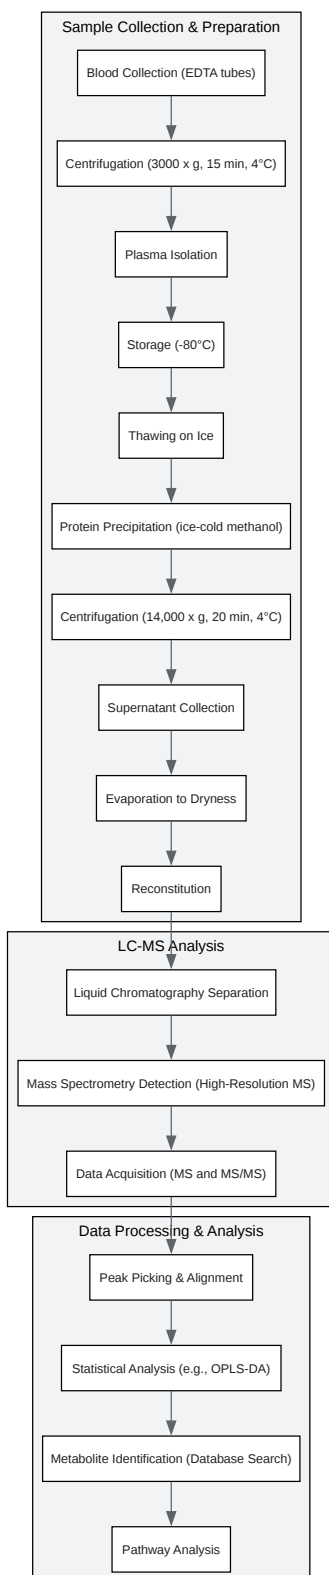 Sample Collection & Preparation
Blood Collection (EDTA tubes)
Centrifugation (3000 x g, 15 min, 4°C)
Plasma Isolation
Storage (-80°C)
Thawing on Ice
Protein Precipitation (ice-cold methanol)
Centrifugation (14,000 x g, 20 min, 4°C)
Supernatant Collection
Evaporation to Dryness
Reconstitution
LC-MS Analysis
Liquid Chromatography Separation
Mass Spectrometry Detection (High-Resolution MS)
Data Acquisition (MS and MS/MS)
Data Processing & Analysis
Peak Picking & Alignment
Statistical Analysis (e.g., OPLS-DA)
Metabolite Identification (Database Search)
Pathway Analysis